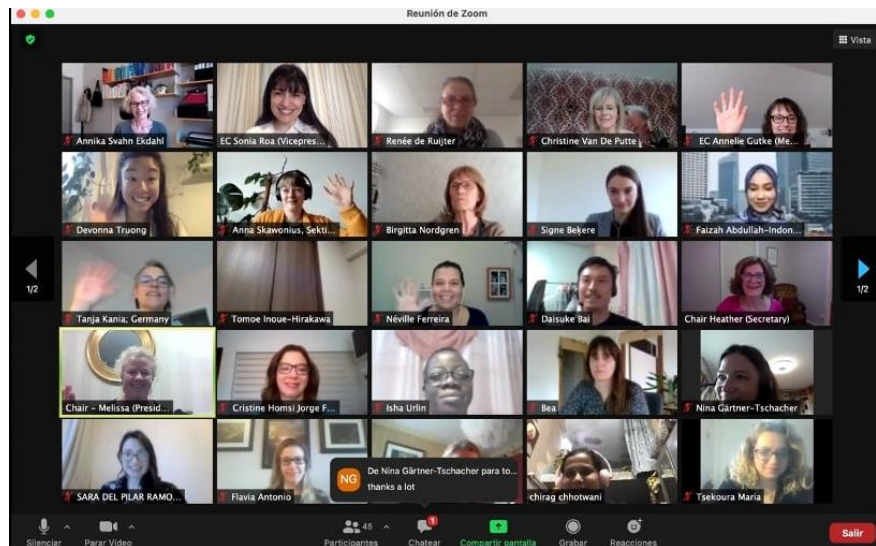 Reunión de Zoom
Vista
Annika Svahn Ekdahl
EC Sonia Roa (Vicepres...
Renée de Ruijter
Christine Van De Putte
EC Annelie Gutke (Me...
Devonna Truong
Anna Skawonius, Sekti...
Birgitta Nordgren
Signe Bekere
Faizah Abdullah-Indon...
1/2
1/2
Tanja Kania; Germany
Tomoe Inoue-Hirakawa
Néville Ferreira
Daisuke Bai
Chair Heather (Secretary)
Chair - Melissa (Presid...
Cristine Homsi Jorge F...
Isha Urlin
Bea
Nina Gärtner-Tschacher
SARA DEL PILAR RAMO...
Flavia Antonio
NG
De Nina Gärtner-Tschacher para to...
thanks a lot
chirag chhotwani
Tsekoura Maria
Silenciar
Parar Video
45
Participantes
1
Chatear
Compartir pantalla
Grabar
Reacciones
Salir